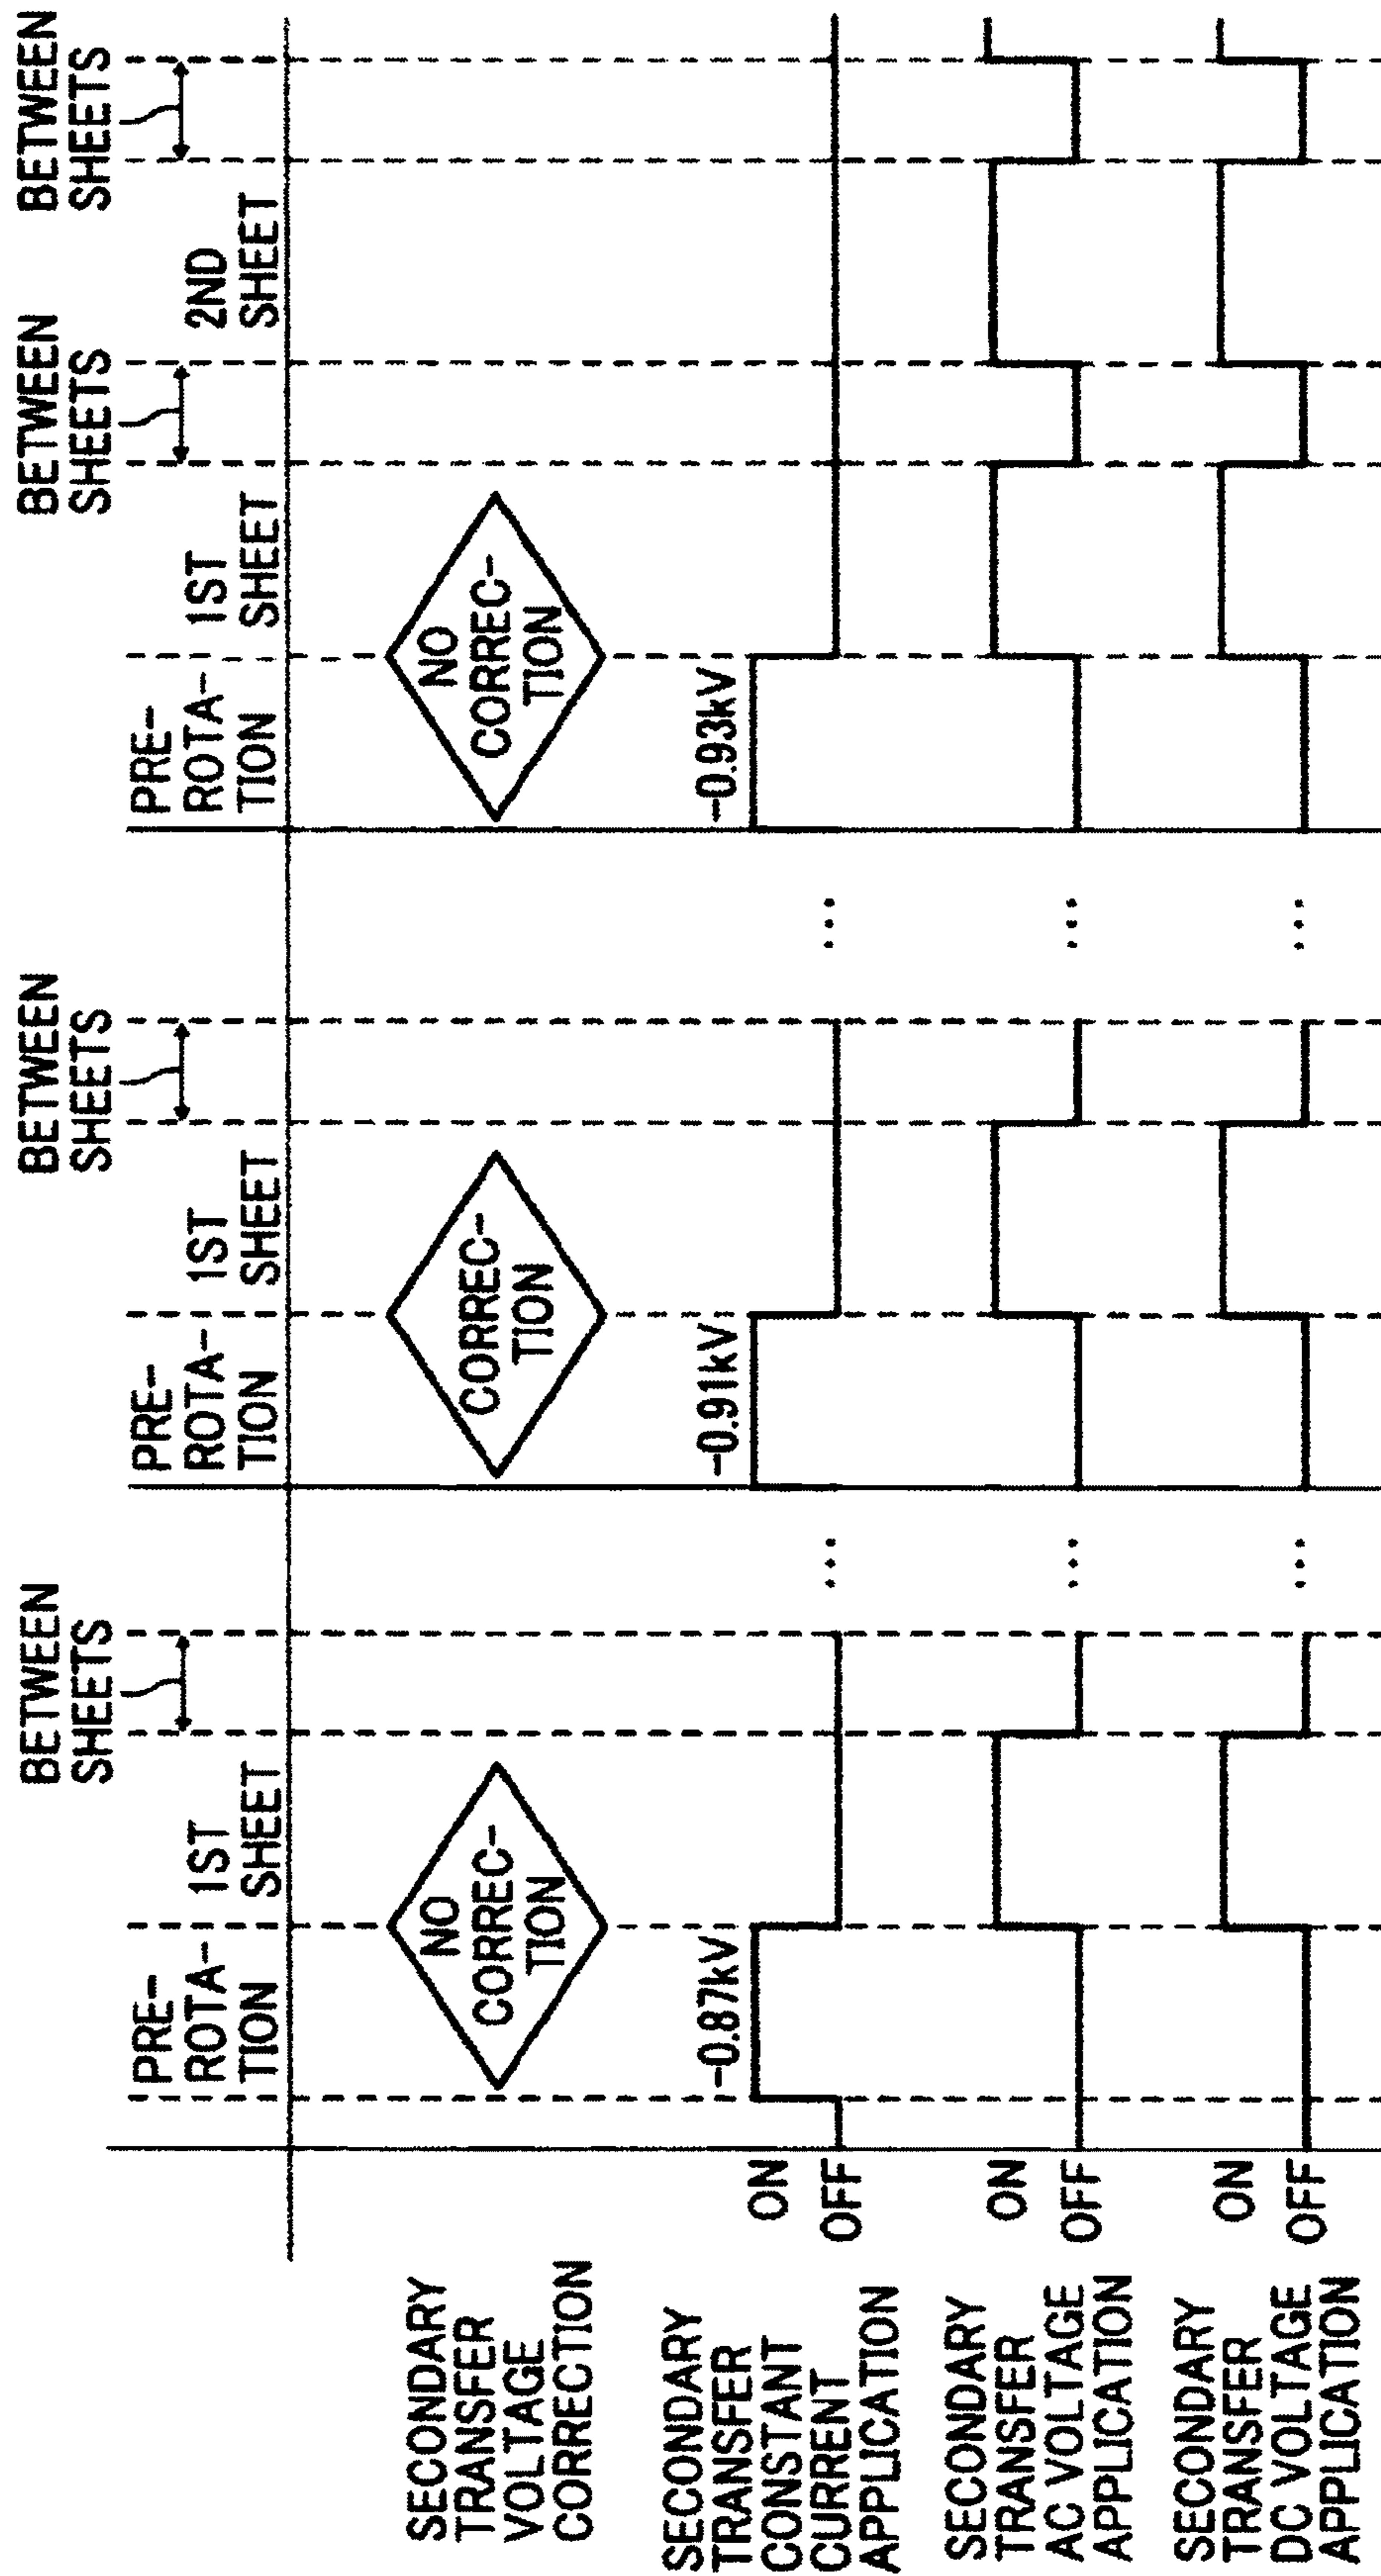 BETWEEN
SHEETS
BETWEEN
SHEETS
BETWEEN
SHEETS
BETWEEN
SHEETS
PRE-
ROTA-
TION
1ST
SHEET
PRE-
ROTA-
TION
1ST
SHEET
PRE-
ROTA-
TION
1ST
SHEET
2ND
SHEET
SECONDARY
TRANSFER
VOLTAGE
CORRECTION
NO
CORREC-
TION
CORREC-
TION
NO
CORREC-
TION
SECONDARY
TRANSFER
CONSTANT
CURRENT
APPLICATION
ON
OFF
-0.87kV
...
-0.91kV
...
-0.93kV
SECONDARY
TRANSFER
AC VOLTAGE
APPLICATION
ON
OFF
...
...
SECONDARY
TRANSFER
DC VOLTAGE
APPLICATION
ON
OFF
...
...